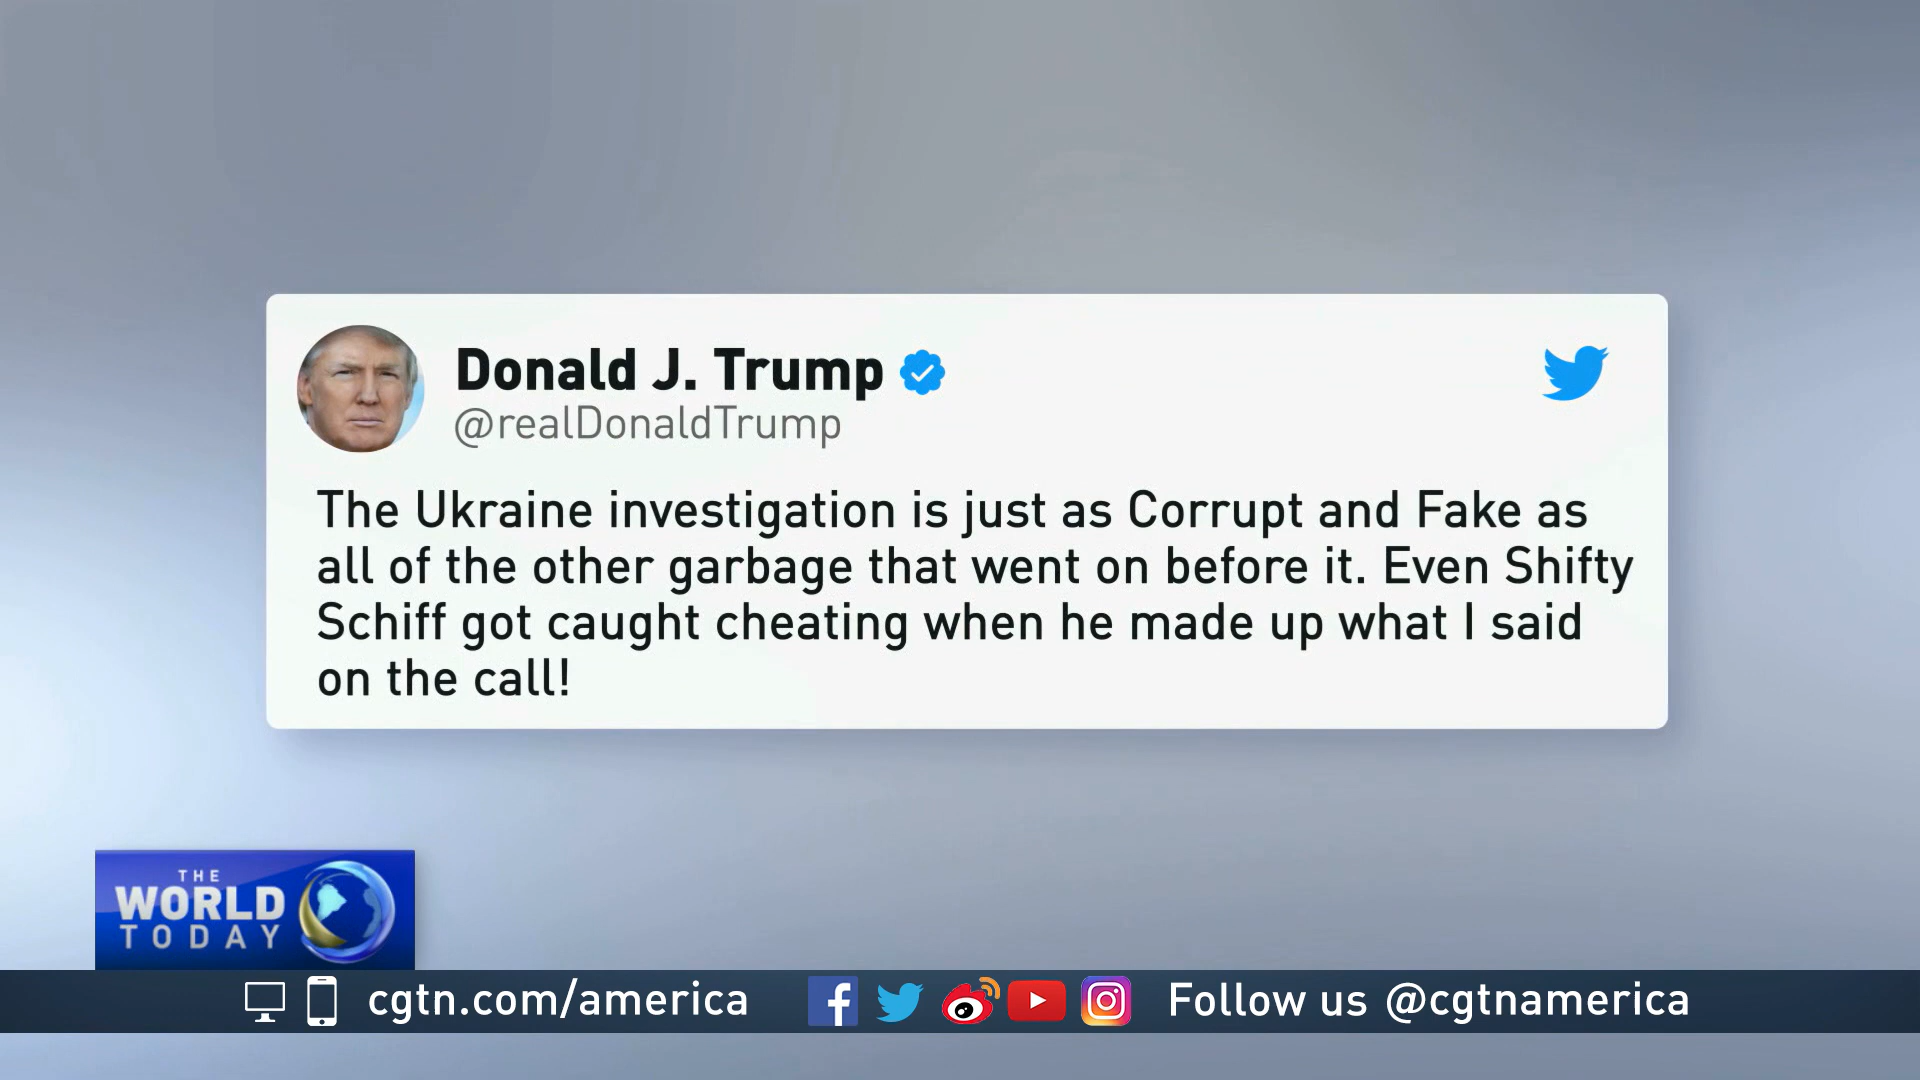 Donald J. Trump
@realDonaldTrump
The Ukraine investigation is just as Corrupt and Fake as
all of the other garbage that went on before it. Even Shifty
Schiff got caught cheating when he made up what I said
on the call!
THE
WORLD
TODAY
cgtn.com/america
Follow us @cgtnamerica